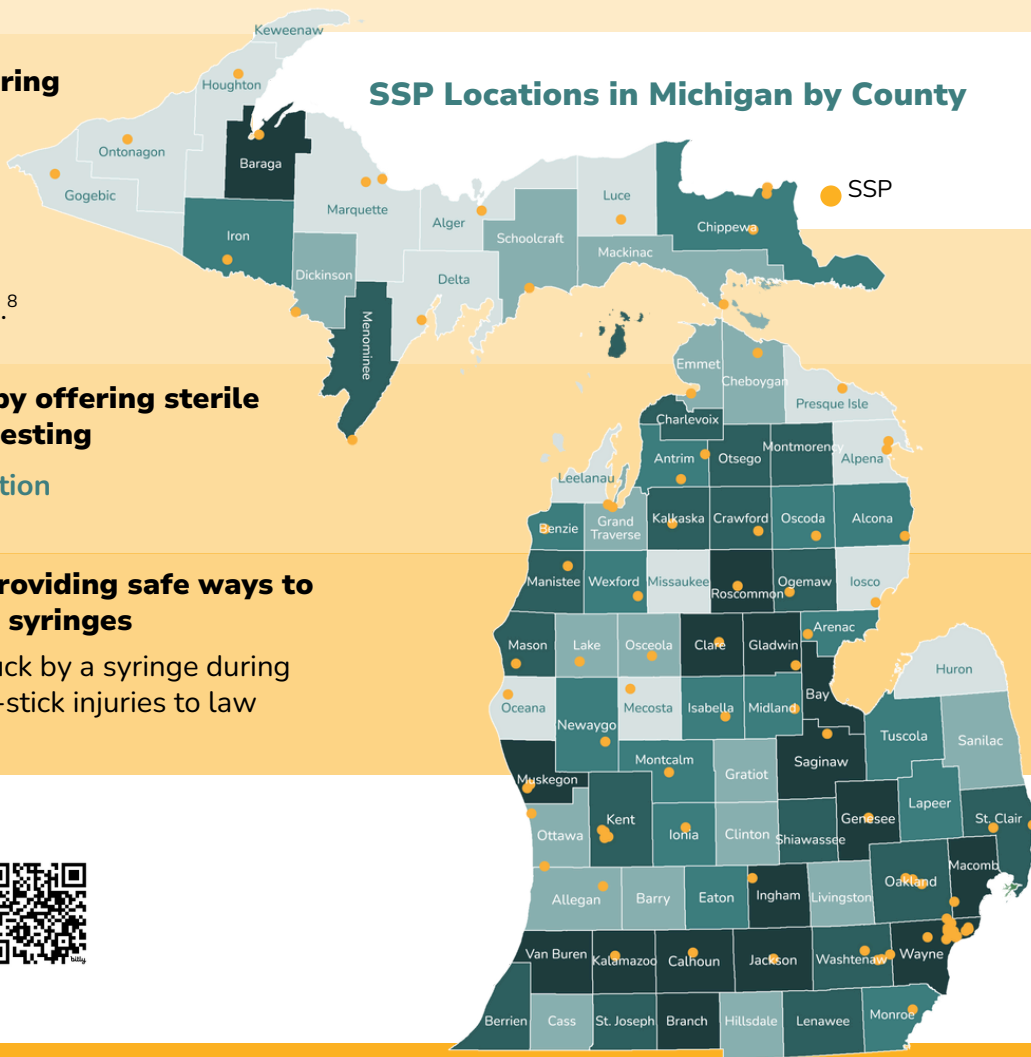 ring
.8
by offering sterile
esting
tion
roviding safe ways to
syringes
uck by a syringe during
-stick injuries to law
billy
SSP Locations in Michigan by County
SSP
Keweenaw
Houghton
Ontonagon
Baraga
Gogebic
Marquette
Iron
Alger
Luce
Schoolcraft
Chippewa
Mackinac
Dickinson
Delta
Menominee
Emmet
Cheboygan
Presque Isle
Charlevoix
Antrim
Otsego
Montmorency
Alpena
Leelanau
Benzie
Grand
Traverse
Kalkaska
Crawford
Oscoda
Alcona
Manistee
Wexford
Missaukee
Roscommon
Ogemaw
Iosco
Arenac
Mason
Lake
Osceola
Clare
Gladwin
Huron
Oceana
Newaygo
Mecosta
Isabella
Midland
Bay
Tuscola
Sanilac
Montcalm
Gratiot
Saginaw
Muskegon
Lapeer
Kent
Genesee
St. Clair
Ottawa
Ionia
Clinton
Shiawassee
Macomb
Oakland
Allegan
Barry
Eaton
Ingham
Livingston
Van Buren
Kalamazoo
Calhoun
Jackson
Washtenaw
Wayne
Berrien
Cass
St. Joseph
Branch
Hillsdale
Lenawee
Monroe